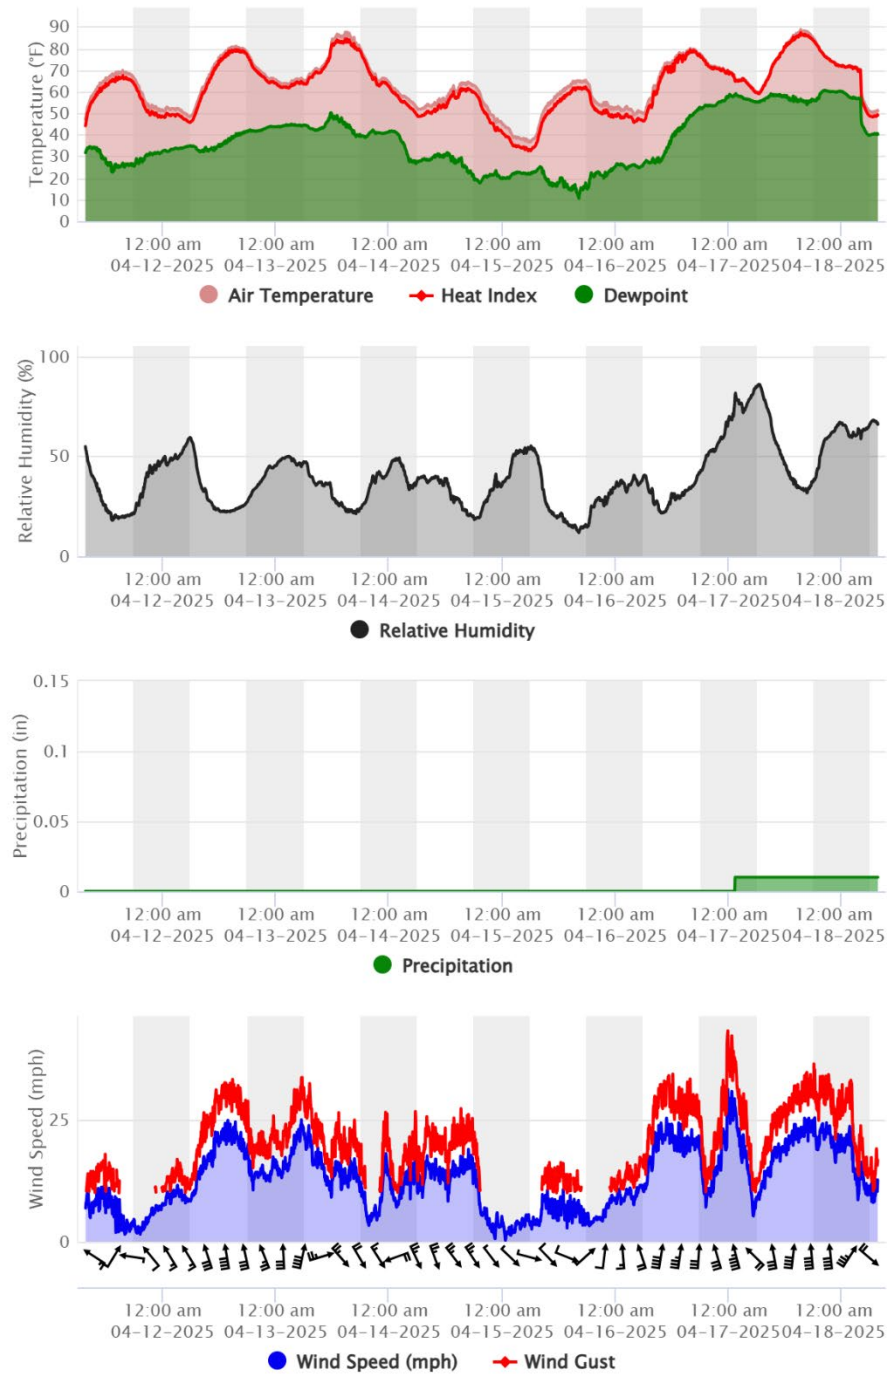 Temperature (°F)
90
80
70
60
50
40
30
20
10
0
12:00 am 12:00 am 12:00 am 12:00 am 12:00 am 12:00 am 12:00 am
04-12-2025 04-13-2025 04-14-2025 04-15-2025 04-16-2025 04-17-2025 04-18-2025
Air Temperature Heat Index Dewpoint
Relative Humidity (%)
100
50
0
12:00 am 12:00 am 12:00 am 12:00 am 12:00 am 12:00 am 12:00 am
04-12-2025 04-13-2025 04-14-2025 04-15-2025 04-16-2025 04-17-2025 04-18-2025
Relative Humidity
Precipitation (in)
0.15
0.1
0.05
0
12:00 am 12:00 am 12:00 am 12:00 am 12:00 am 12:00 am 12:00 am
04-12-2025 04-13-2025 04-14-2025 04-15-2025 04-16-2025 04-17-2025 04-18-2025
Precipitation
Wind Speed (mph)
25
0
12:00 am 12:00 am 12:00 am 12:00 am 12:00 am 12:00 am 12:00 am
04-12-2025 04-13-2025 04-14-2025 04-15-2025 04-16-2025 04-17-2025 04-18-2025
Wind Speed (mph) Wind Gust